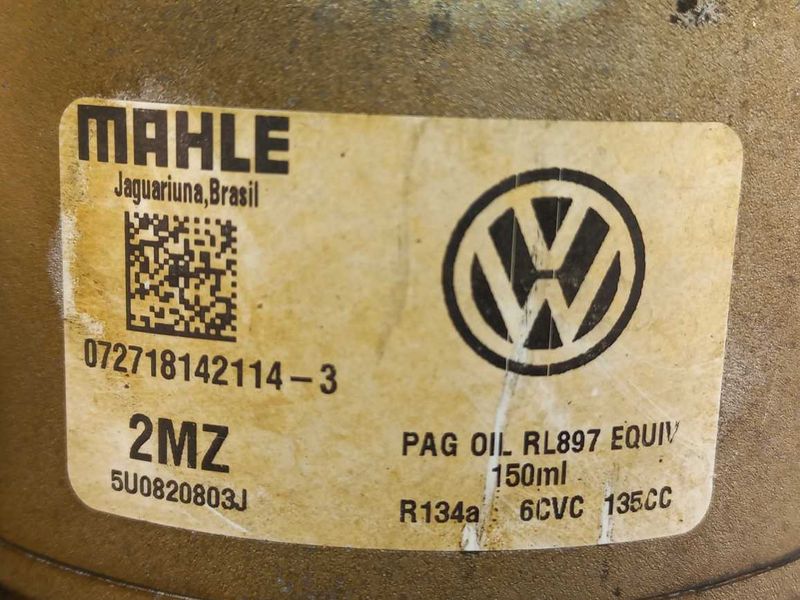 MAHLE
Jaguariuna,Brasil
072718142114-3
2MZ
5U0820803J
PAG OIL RL897 EQUIV
150ml
R134a 6CVC 135CC